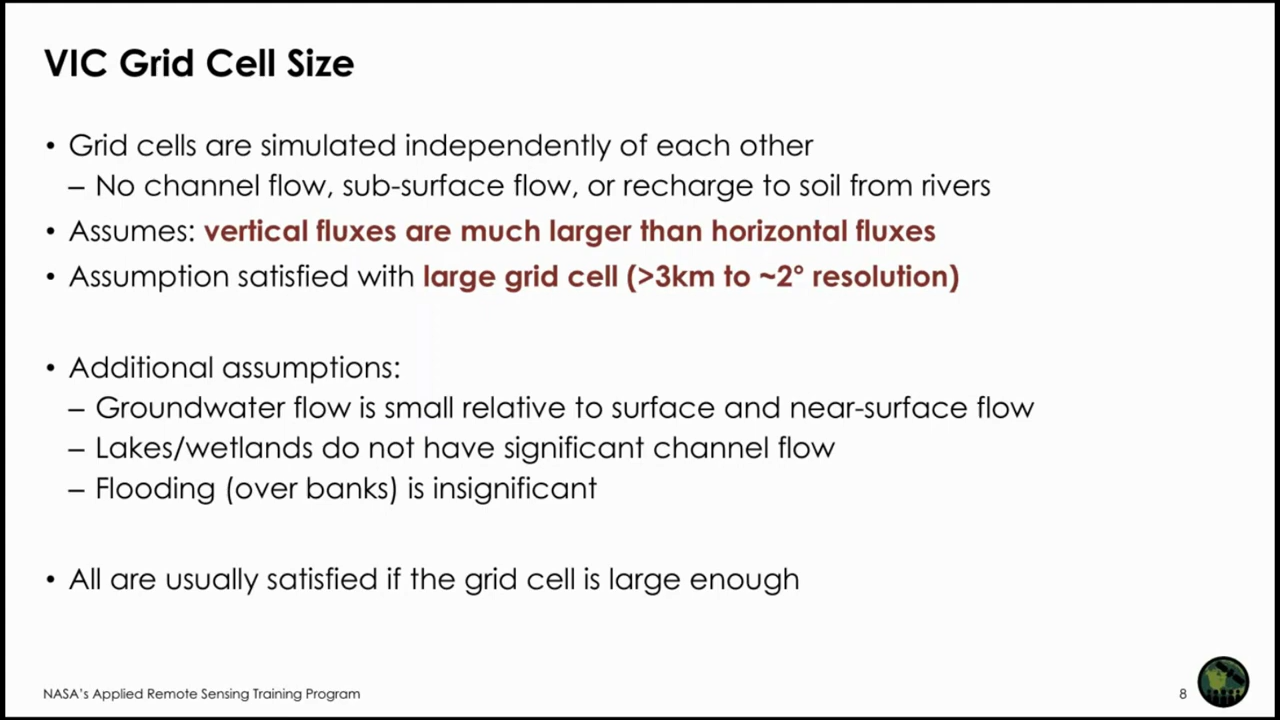 VIC Grid Cell Size
• Grid cells are simulated independently of each other
– No channel flow, sub-surface flow, or recharge to soil from rivers
• Assumes: vertical fluxes are much larger than horizontal fluxes
• Assumption satisfied with large grid cell (>3km to ~2° resolution)
• Additional assumptions:
– Groundwater flow is small relative to surface and near-surface flow
– Lakes/wetlands do not have significant channel flow
– Flooding (over banks) is insignificant
• All are usually satisfied if the grid cell is large enough
NASA's Applied Remote Sensing Training Program
8